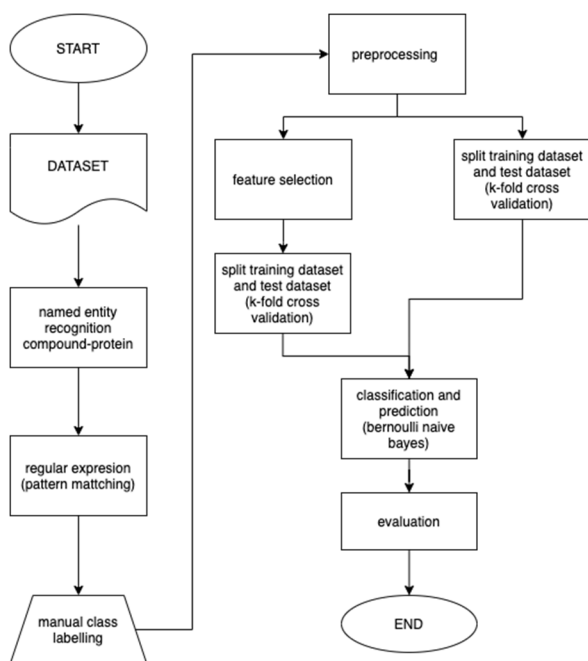 START
DATASET
named entity
recognition
compound-protein
regular expresion
(pattern mattching)
manual class
labelling
preprocessing
feature selection
split training dataset
and test dataset
(k-fold cross
validation)
split training dataset
and test dataset
(k-fold cross
validation)
classification and
prediction
(bernoulli naive
bayes)
evaluation
END